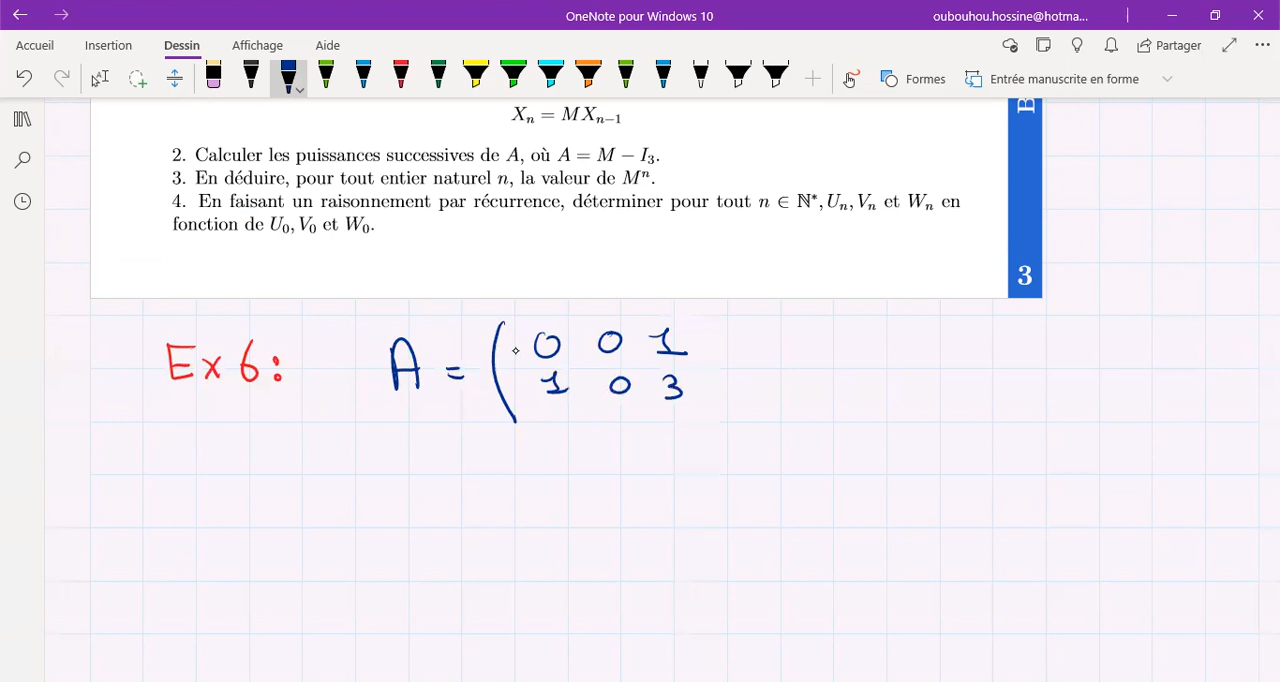 OneNote pour Windows 10
oubouhou.hossine@hotma...
Accueil Insertion Dessin Affichage Aide
Partager
Formes Entrée manuscrite en forme
Xₙ = MXₙ₋₁
2. Calculer les puissances successives de A, où A = M − I₃.
3. En déduire, pour tout entier naturel n, la valeur de Mⁿ.
4. En faisant un raisonnement par récurrence, déterminer pour tout n ∈ ℕ*, Uₙ, Vₙ et Wₙ en
fonction de U₀, V₀ et W₀.
B
3
Ex 6: A = ( 0 0 1
1 0 3